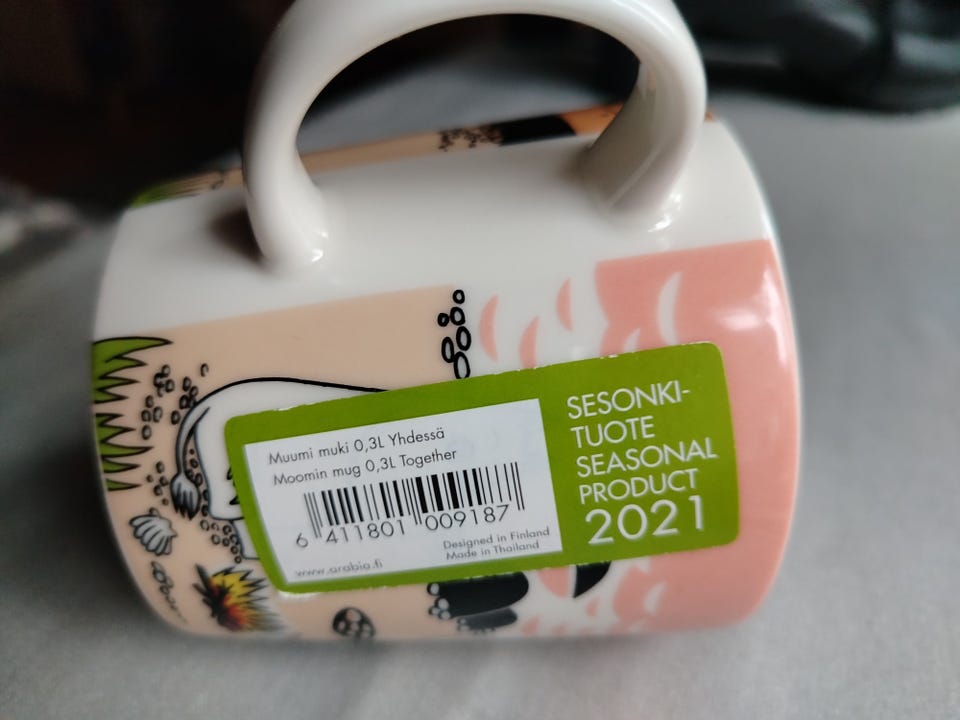 Muumi muki 0,3L Yhdessä
Moomin mug 0,3L Together
6 411801 009187
Designed in Finland
Made in Thailand
www.arabia.fi
SESONKI-
TUOTE
SEASONAL
PRODUCT
2021